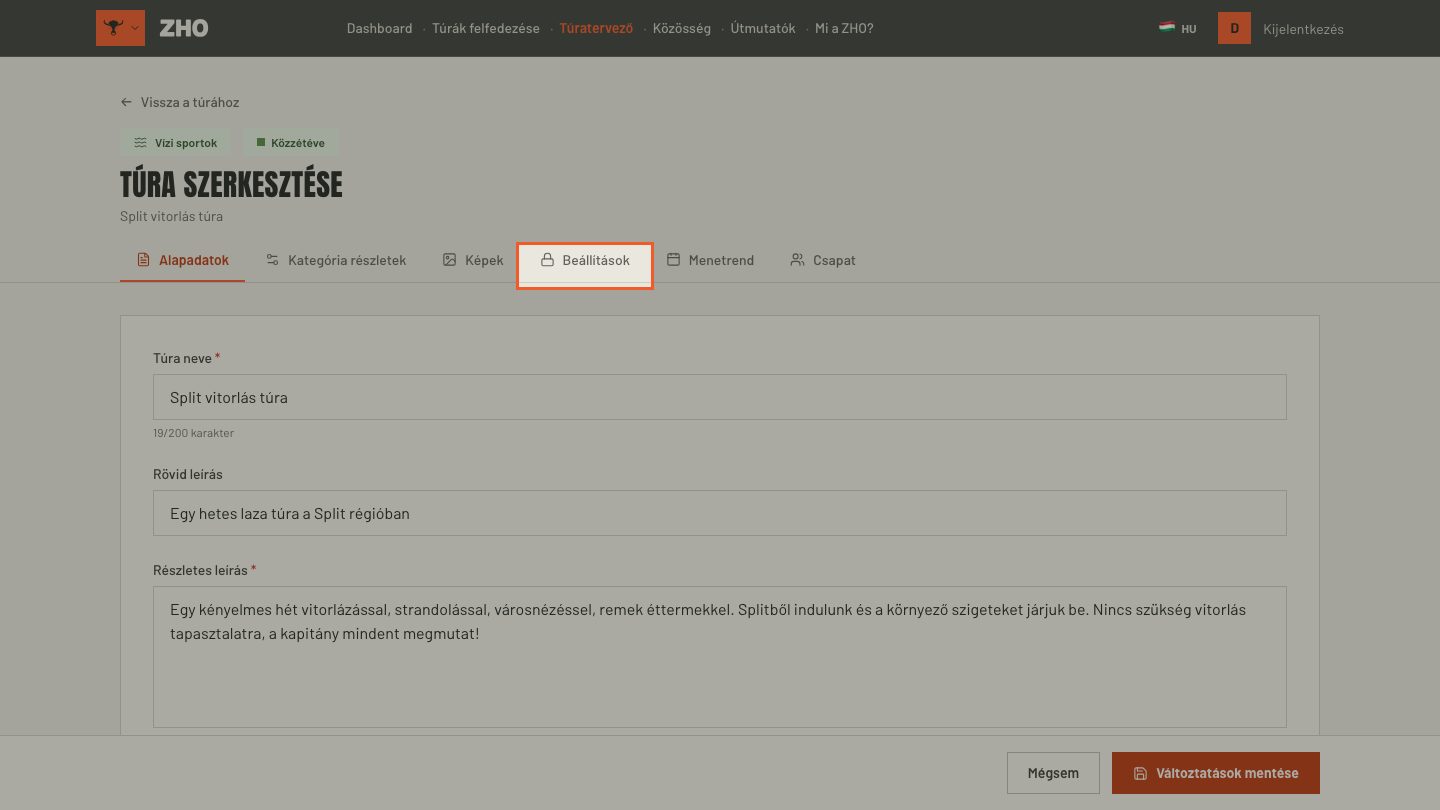 ZHO
Dashboard · Túrák felfedezése · Túratervező · Közösség · Útmutatók · Mi a ZHO?
HU
D
Kijelentkezés
← Vissza a túrához
Vízi sportok
Közzétéve
TÚRA SZERKESZTÉSE
Split vitorlás túra
Alapadatok
Kategória részletek
Képek
Beállítások
Menetrend
Csapat
Túra neve *
Split vitorlás túra
19/200 karakter
Rövid leírás
Egy hetes laza túra a Split régióban
Részletes leírás *
Egy kényelmes hét vitorlázással, strandolással, városnézéssel, remek éttermekkel. Splitből indulunk és a környező szigeteket járjuk be. Nincs szükség vitorlás
tapasztalatra, a kapitány mindent megmutat!
Mégsem
Változtatások mentése